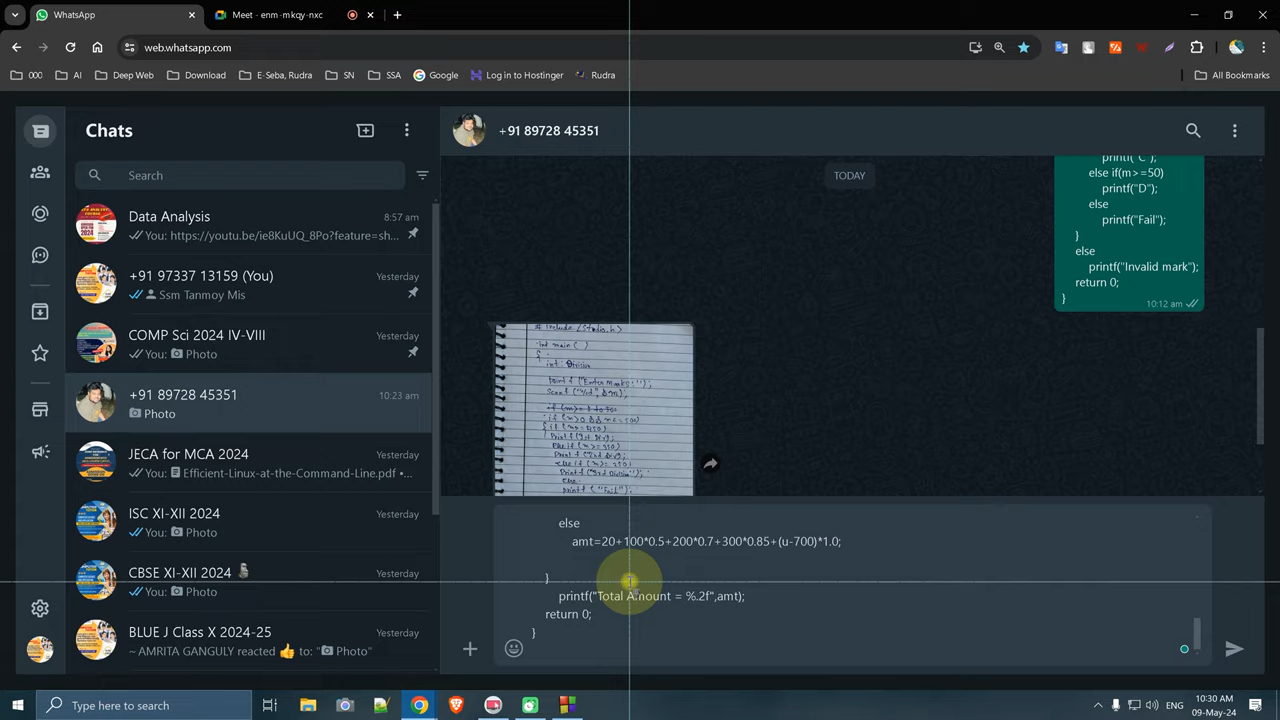 WhatsApp
Meet - enm-mkqy-nxc
web.whatsapp.com
000
AI
Deep Web
Download
E-Seba, Rudra
SN
SSA
Google
Log in to Hostinger
Rudra
All Bookmarks
Chats
Search
Data Analysis
8:57 am
You: https://youtu.be/je8KuUQ_8Po?feature=sh...
+91 97337 13159 (You)
Yesterday
Ssm Tanmoy Mis
COMP Sci 2024 IV-VIII
Yesterday
You: Photo
+91 89728 45351
10:23 am
Photo
JECA for MCA 2024
Yesterday
You: Efficient-Linux-at-the-Command-Line.pdf •...
ISC XI-XII 2024
Yesterday
You: Photo
CBSE XI-XII 2024
Yesterday
You: Photo
BLUE J Class X 2024-25
Yesterday
~ AMRITA GANGULY reacted 👍 to: "Photo"
+91 89728 45351
TODAY
printf("C");
else if(m>=50)
printf("D");
else
printf("Fail");
}
else
printf("Invalid mark");
return 0;
}
10:12 am
int main ( )
{
int Division
printf ("Enter Marks: ");
else
amt=20+100*0.5+200*0.7+300*0.85+(u-700)*1.0;
}
printf("Total Amount = %.2f",amt);
return 0;
}
Type here to search
ENG
10:30 AM
09-May-24